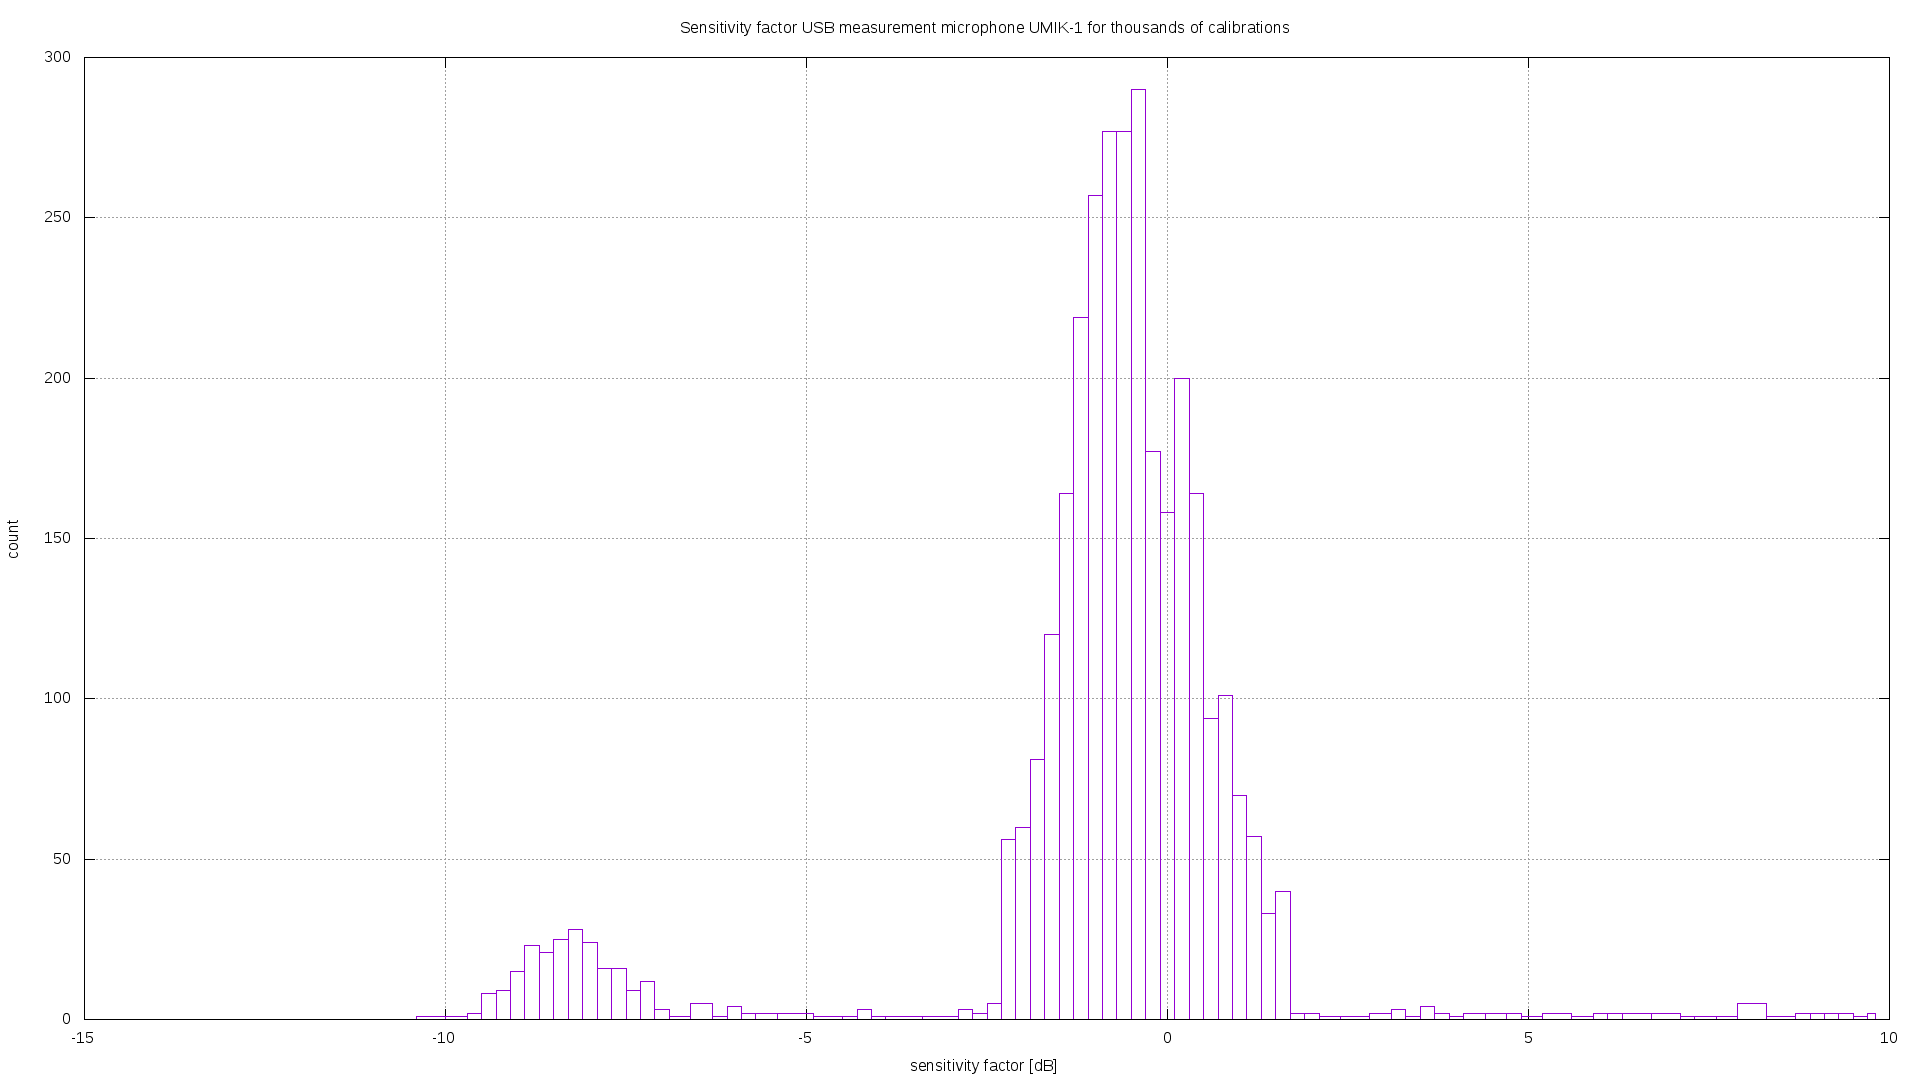 Sensitivity factor USB measurement microphone UMIK-1 for thousands of calibrations
300
250
200
150
100
50
0
count
-15 -10 -5 0 5 10
sensitivity factor [dB]